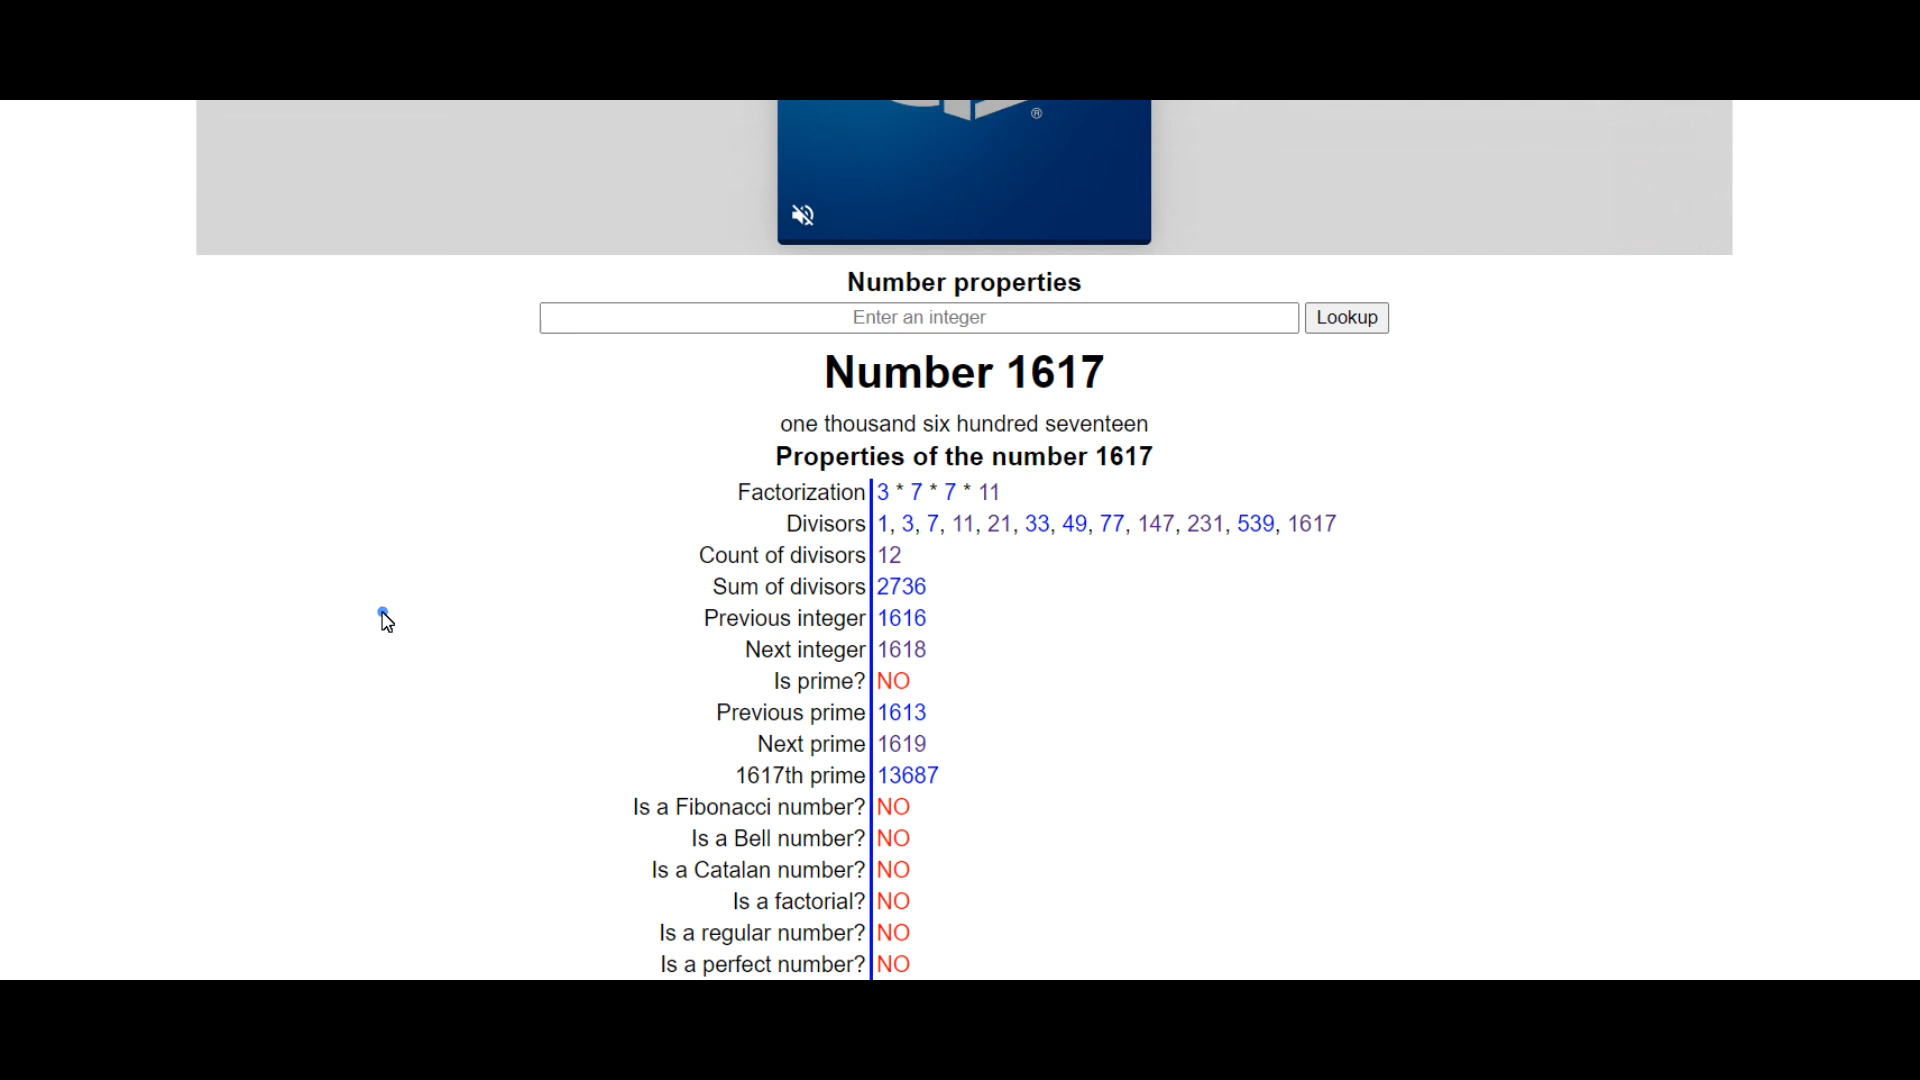 ®
Number properties
Enter an integer Lookup
Number 1617
one thousand six hundred seventeen
Properties of the number 1617
Factorization 3 * 7 * 7 * 11
Divisors 1, 3, 7, 11, 21, 33, 49, 77, 147, 231, 539, 1617
Count of divisors 12
Sum of divisors 2736
Previous integer 1616
Next integer 1618
Is prime? NO
Previous prime 1613
Next prime 1619
1617th prime 13687
Is a Fibonacci number? NO
Is a Bell number? NO
Is a Catalan number? NO
Is a factorial? NO
Is a regular number? NO
Is a perfect number? NO